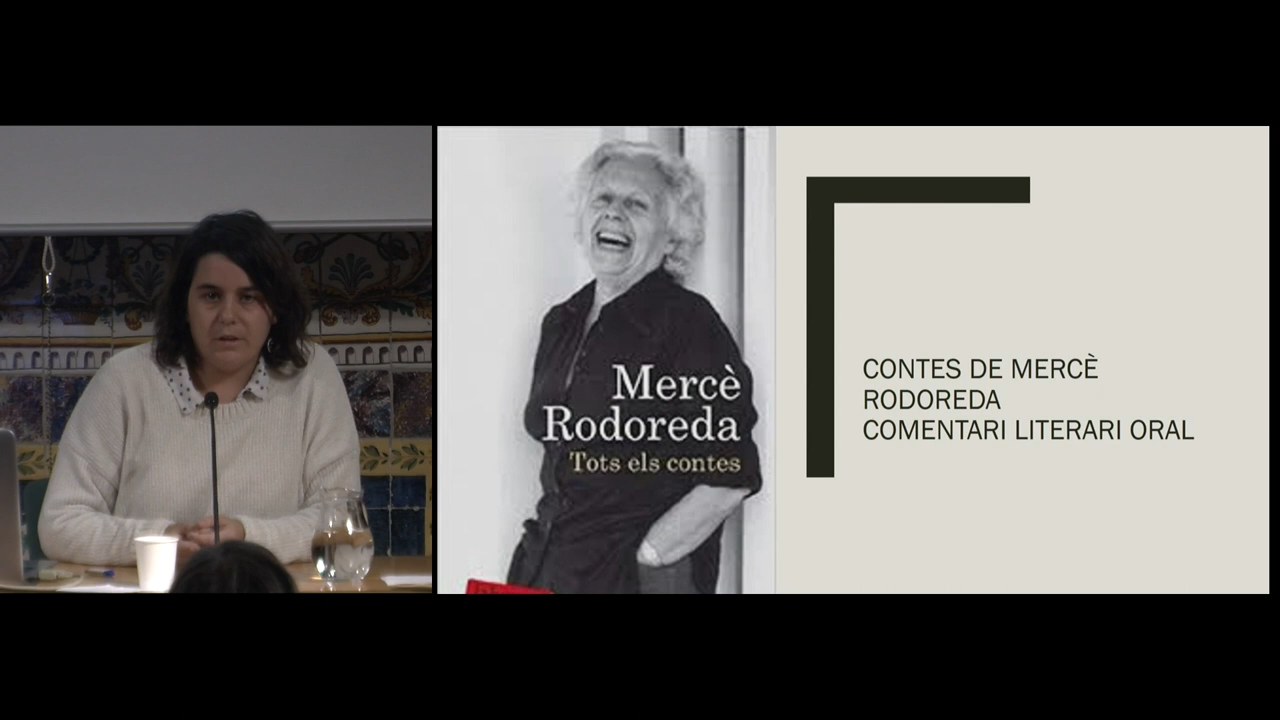 Mercè
Rodoreda
Tots els contes
CONTES DE MERCÈ
RODOREDA
COMENTARI LITERARI ORAL